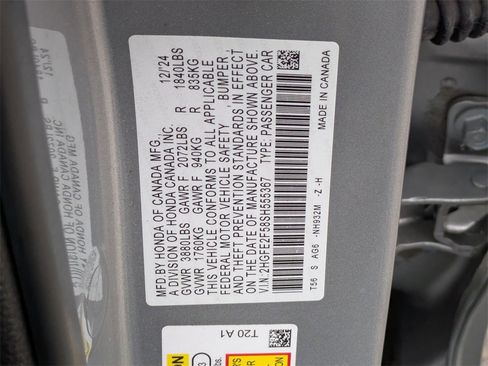 MFD. BY HONDA OF CANADA MFG. 12/'24
A DIVISION OF HONDA CANADA INC.
GVWR 3880LBS GAWR F 2072LBS R 1840LBS
GVWR 1760KG GAWR F 940KG R 835KG
THIS VEHICLE CONFORMS TO ALL APPLICABLE
FEDERAL MOTOR VEHICLE SAFETY , BUMPER ,
AND THEFT PREVENTION STANDARDS IN EFFECT
ON THE DATE OF MANUFACTURE SHOWN ABOVE.
V.I.N.:2HGFE2F58SH555367 TYPE:PASSENGER CAR
T56 S AG6 -NH932M -Z -H
MADE IN CANADA
T20 A1